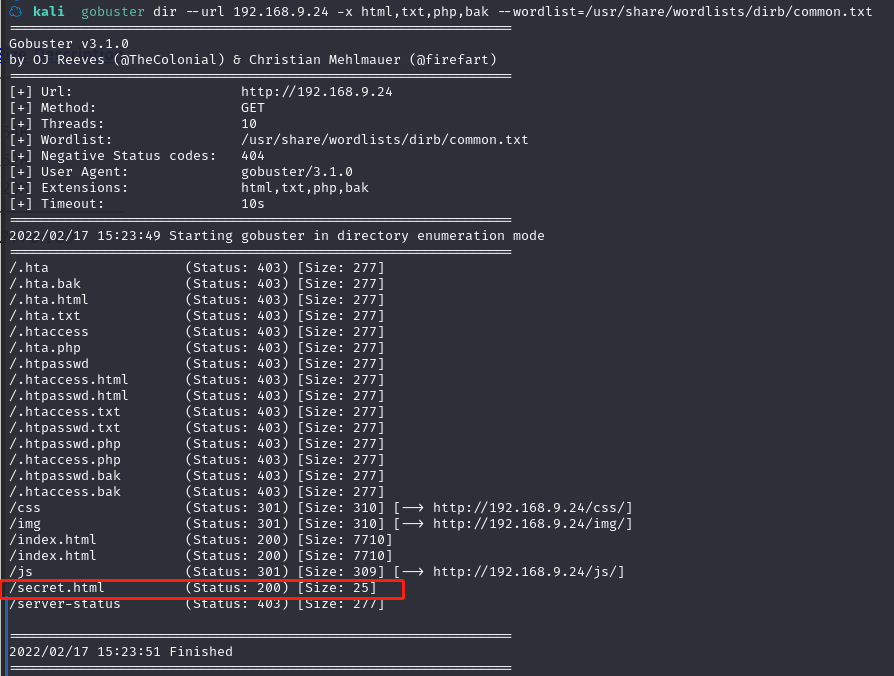 kali gobuster dir --url 192.168.9.24 -x html,txt,php,bak --wordlist=/usr/share/wordlists/dirb/common.txt
===============================================================
Gobuster v3.1.0
by OJ Reeves (@TheColonial) & Christian Mehlmauer (@firefart)
===============================================================
[+] Url:                     http://192.168.9.24
[+] Method:                  GET
[+] Threads:                 10
[+] Wordlist:                /usr/share/wordlists/dirb/common.txt
[+] Negative Status codes:   404
[+] User Agent:              gobuster/3.1.0
[+] Extensions:              html,txt,php,bak
[+] Timeout:                 10s
===============================================================
2022/02/17 15:23:49 Starting gobuster in directory enumeration mode
===============================================================
/.hta                 (Status: 403) [Size: 277]
/.hta.bak             (Status: 403) [Size: 277]
/.hta.html            (Status: 403) [Size: 277]
/.hta.txt             (Status: 403) [Size: 277]
/.htaccess            (Status: 403) [Size: 277]
/.hta.php             (Status: 403) [Size: 277]
/.htpasswd            (Status: 403) [Size: 277]
/.htaccess.html       (Status: 403) [Size: 277]
/.htpasswd.html       (Status: 403) [Size: 277]
/.htaccess.txt        (Status: 403) [Size: 277]
/.htpasswd.txt        (Status: 403) [Size: 277]
/.htpasswd.php        (Status: 403) [Size: 277]
/.htaccess.php        (Status: 403) [Size: 277]
/.htpasswd.bak        (Status: 403) [Size: 277]
/.htaccess.bak        (Status: 403) [Size: 277]
/css                  (Status: 301) [Size: 310] [--> http://192.168.9.24/css/]
/img                  (Status: 301) [Size: 310] [--> http://192.168.9.24/img/]
/index.html           (Status: 200) [Size: 7710]
/index.html           (Status: 200) [Size: 7710]
/js                   (Status: 301) [Size: 309] [--> http://192.168.9.24/js/]
/secret.html          (Status: 200) [Size: 25]
/server-status        (Status: 403) [Size: 277]
===============================================================
2022/02/17 15:23:51 Finished
===============================================================